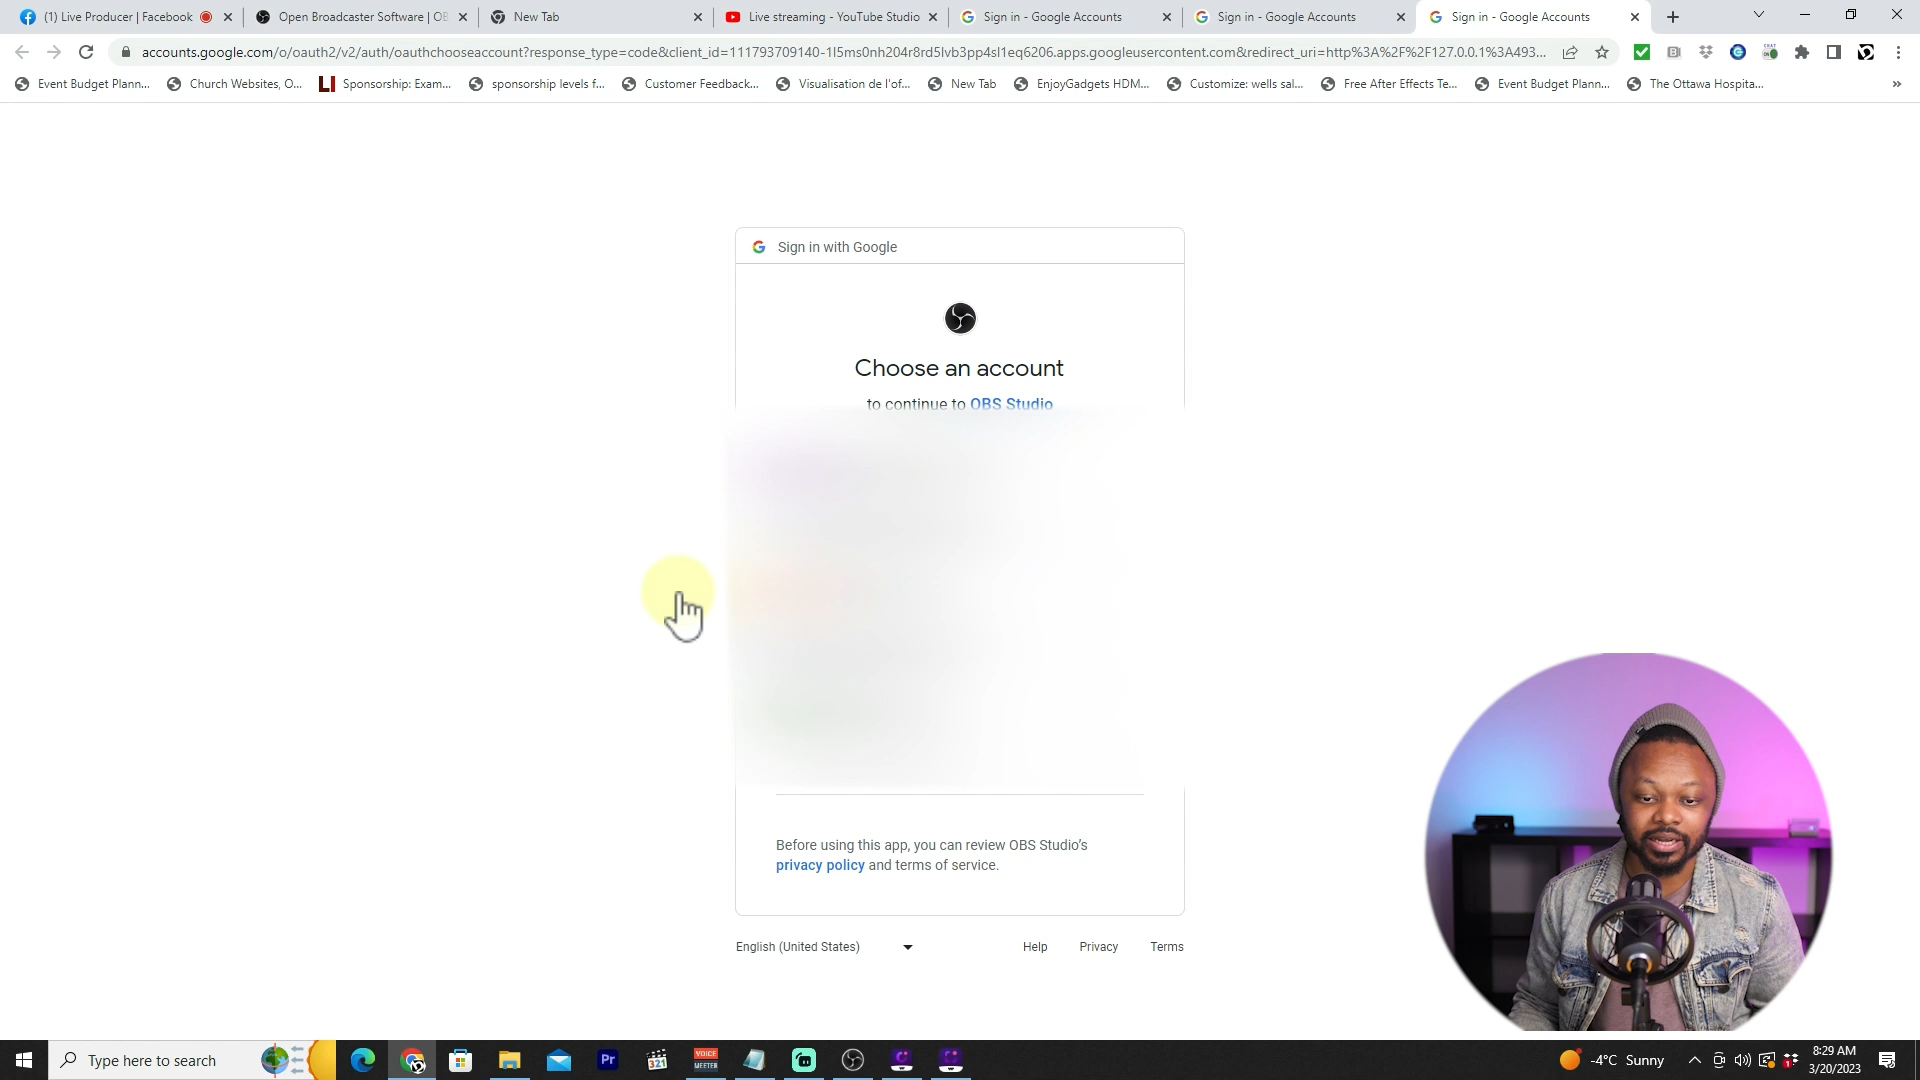 (1) Live Producer | Facebook
Open Broadcaster Software | OB
New Tab
Live streaming - YouTube Studio
Sign in - Google Accounts
Sign in - Google Accounts
Sign in - Google Accounts
accounts.google.com/o/oauth2/v2/auth/oauthchooseaccount?response_type=code&client_id=111793709140-1l5ms0nh204r8rd5lvb3pp4sl1eq6206.apps.googleusercontent.com&redirect_uri=http%3A%2F%2F127.0.0.1%3A493...
Event Budget Plann...
Church Websites, O...
Sponsorship: Exam...
sponsorship levels f...
Customer Feedback...
Visualisation de l'of...
New Tab
EnjoyGadgets HDM...
Customize: wells sal...
Free After Effects Te...
Event Budget Plann...
The Ottawa Hospita...
»
Sign in with Google
Choose an account
to continue to OBS Studio
Before using this app, you can review OBS Studio's
privacy policy and terms of service.
English (United States)
Help
Privacy
Terms
Type here to search
Pr
321
VOICE
MEETER
-4°C Sunny
8:29 AM
3/20/2023